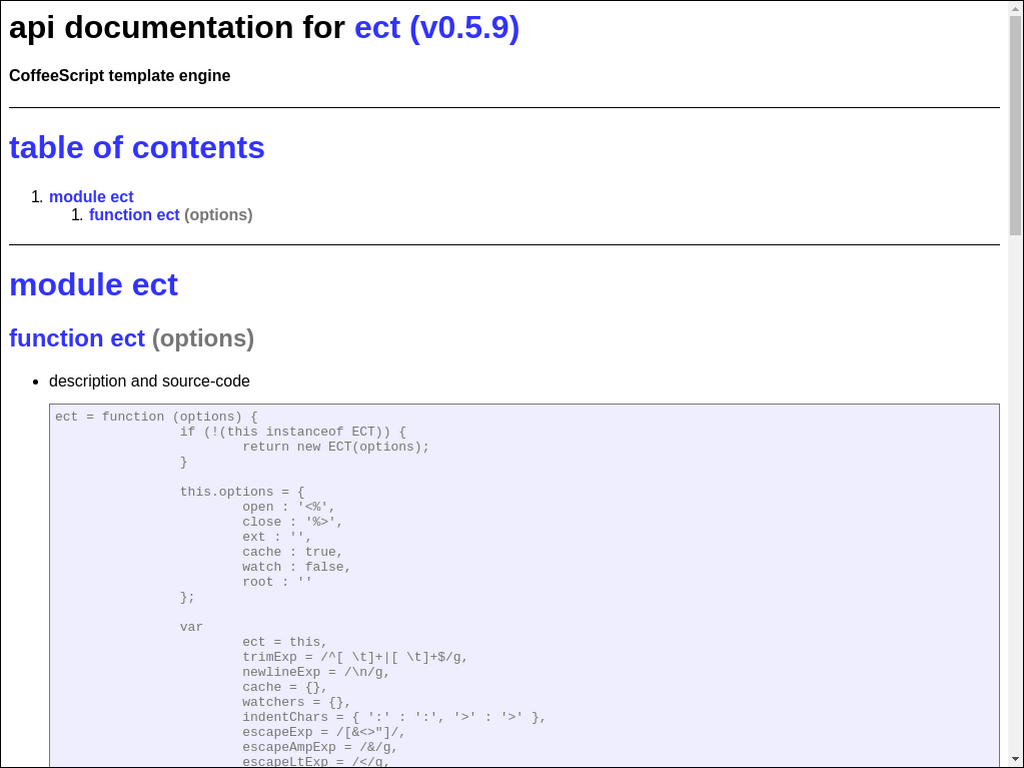 api documentation for ect (v0.5.9)
CoffeeScript template engine
table of contents
1. module ect
1. function ect (options)
module ect
function ect (options)
• description and source-code
ect = function (options) {
if (!(this instanceof ECT)) {
return new ECT(options);
}
this.options = {
open : '<%',
close : '%>',
ext : '',
cache : true,
watch : false,
root : ''
};
var
ect = this,
trimExp = /^[ \t]+|[ \t]+$/g,
newlineExp = /\n/g,
cache = {},
watchers = {},
indentChars = { ':' : ':', '>' : '>' },
escapeExp = /[&<>"]/,
escapeAmpExp = /&/g,
escapeLtExp = /</g,